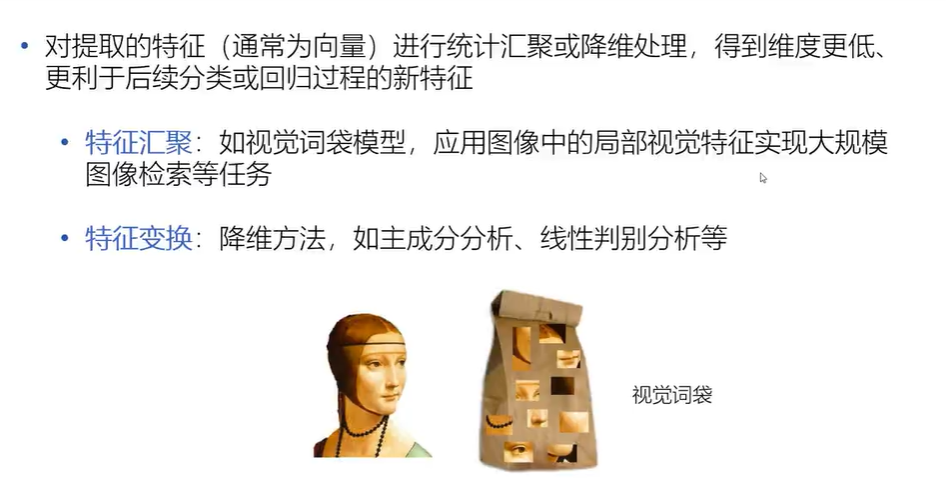 • 对提取的特征（通常为向量）进行统计汇聚或降维处理，得到维度更低、
更利于后续分类或回归过程的新特征
• 特征汇聚：如视觉词袋模型，应用图像中的局部视觉特征实现大规模
图像检索等任务
• 特征变换：降维方法，如主成分分析、线性判别分析等
视觉词袋